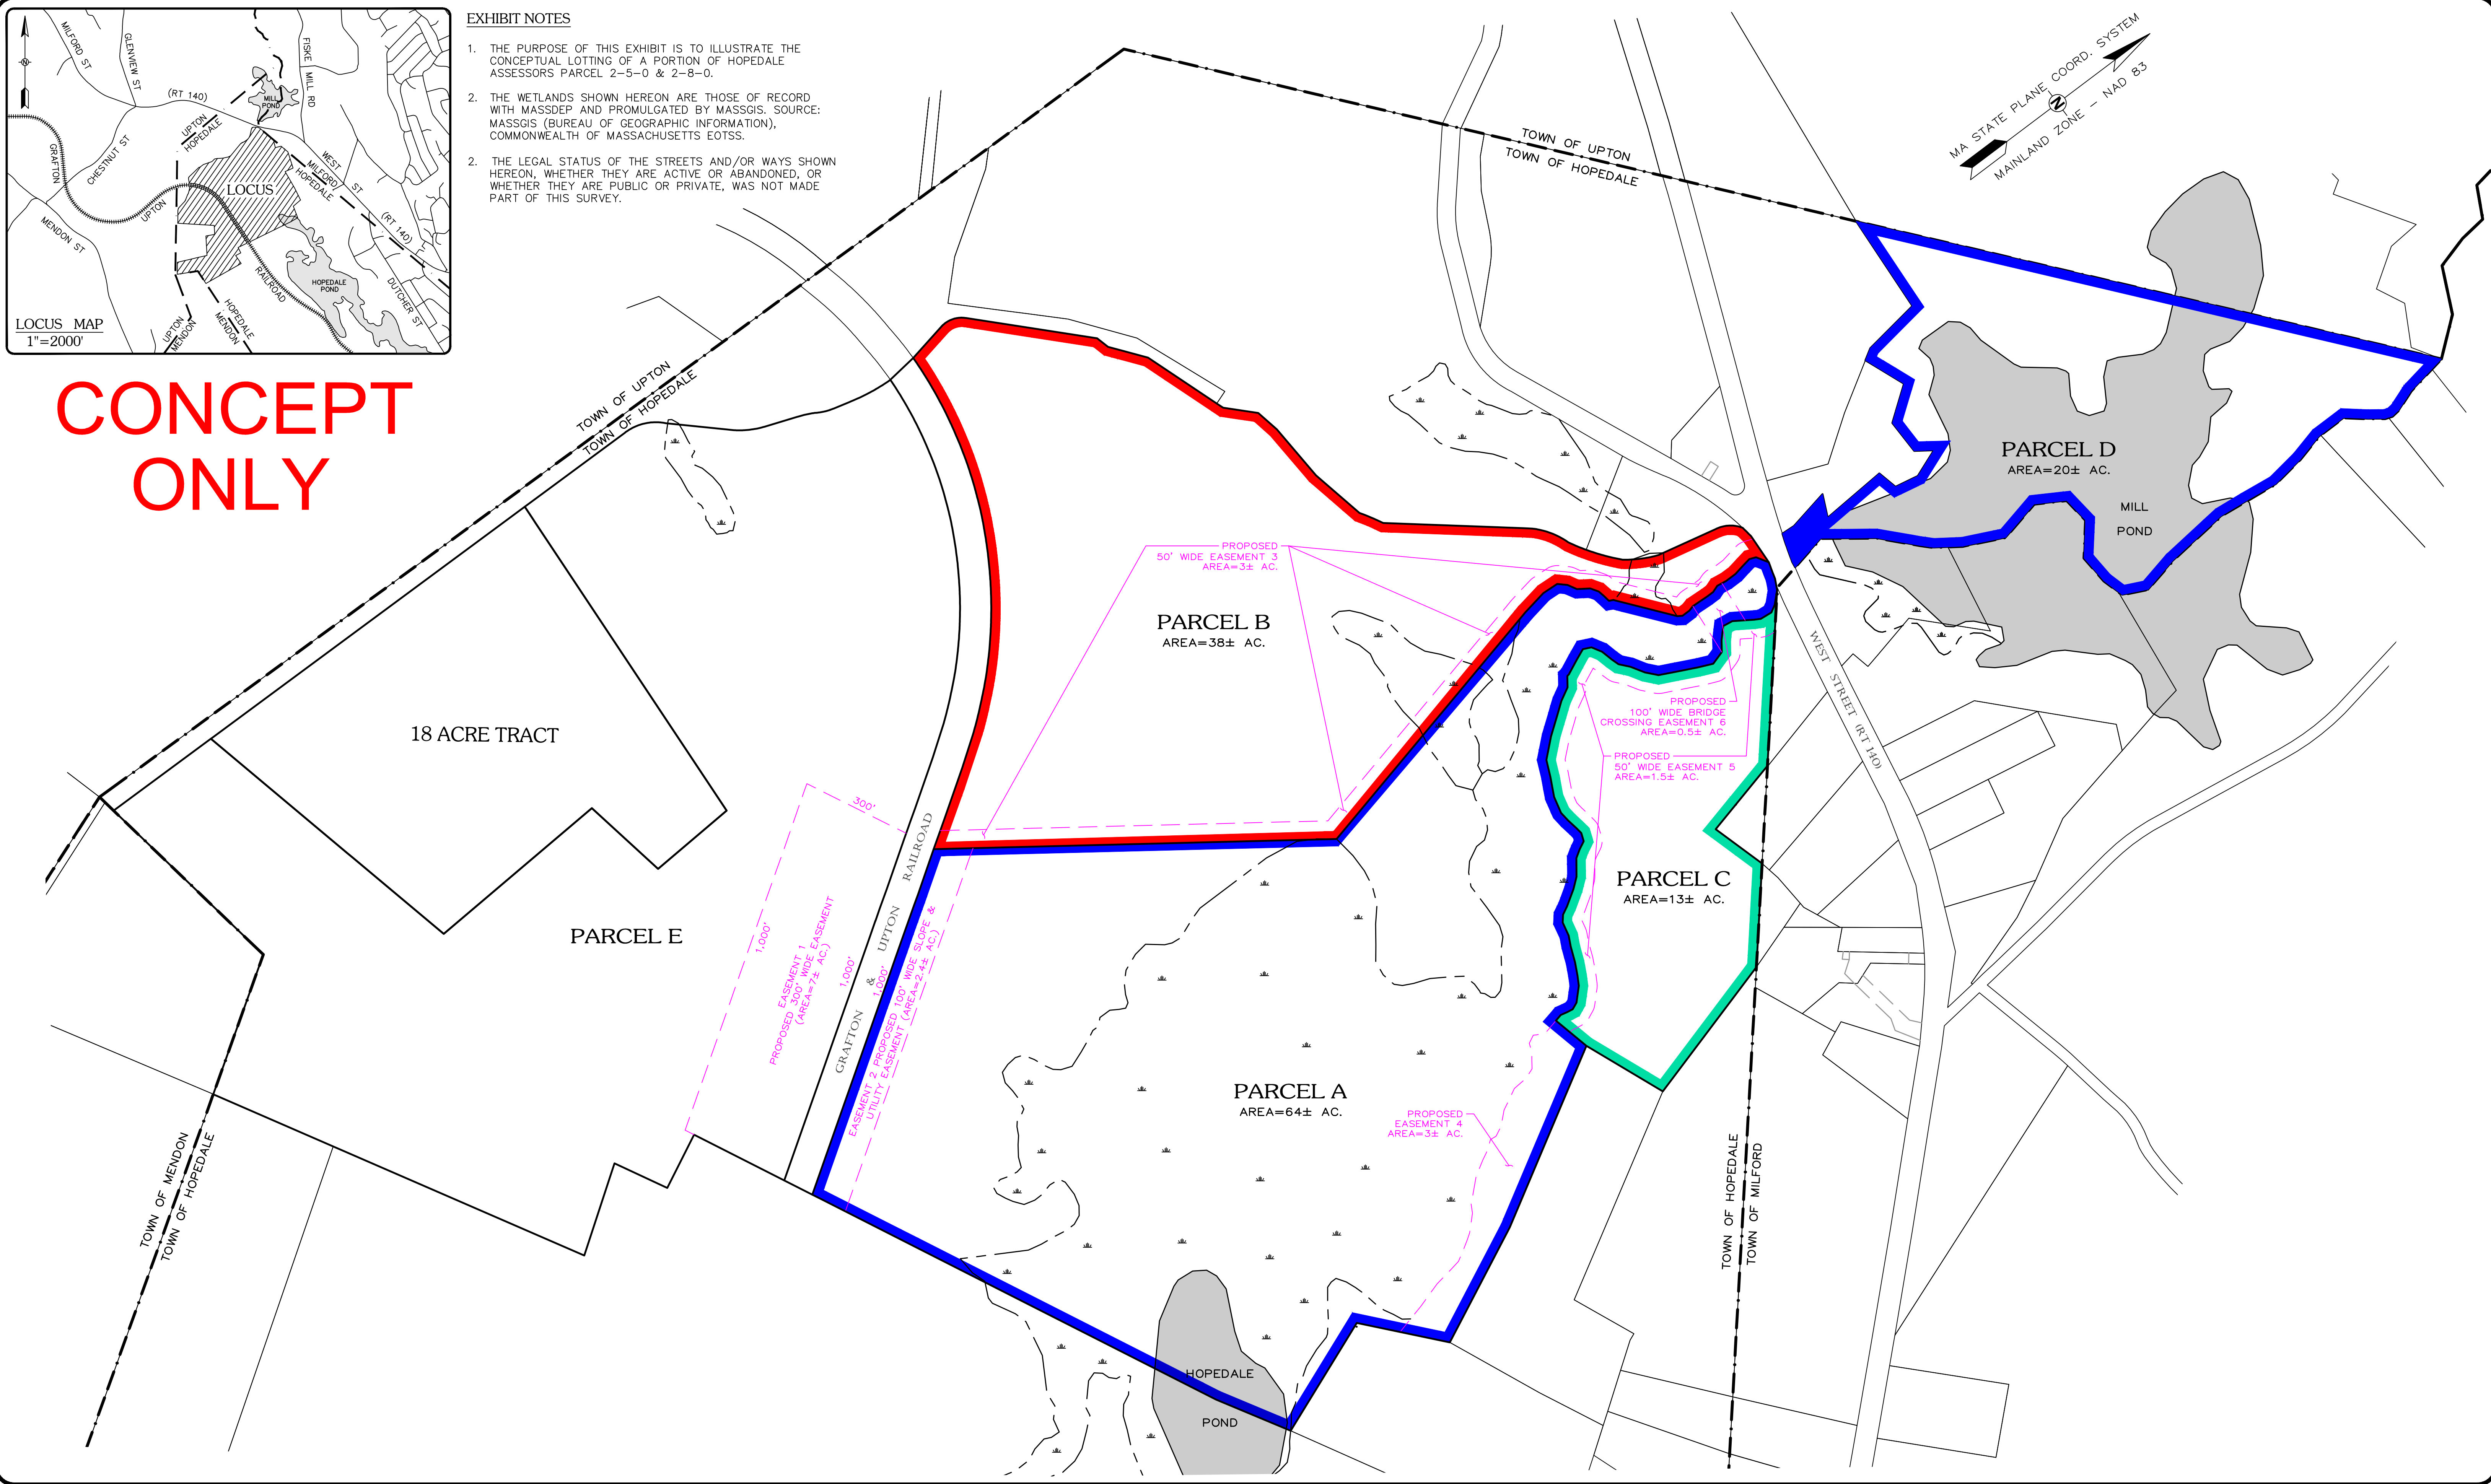 MILFORD ST
GLENVIEW ST
FISKE MILL RD
(RT 140)
MILL
POND
UPTON
HOPEDALE
CHESTNUT ST
GRAFTON
N
LOCUS
WEST ST
MILFORD
HOPEDALE
(RT 140)
UPTON
MENDON ST
RAILROAD
HOPEDALE
POND
DUTCHER ST
HOPEDALE
MENDON
UPTON
MENDON
LOCUS MAP
1"=2000'
CONCEPT
ONLY
EXHIBIT NOTES
1. THE PURPOSE OF THIS EXHIBIT IS TO ILLUSTRATE THE
CONCEPTUAL LOTTING OF A PORTION OF HOPEDALE
ASSESSORS PARCEL 2-5-0 & 2-8-0.
2. THE WETLANDS SHOWN HEREON ARE THOSE OF RECORD
WITH MASSDEP AND PROMULGATED BY MASSGIS. SOURCE:
MASSGIS (BUREAU OF GEOGRAPHIC INFORMATION),
COMMONWEALTH OF MASSACHUSETTS EOTSS.
2. THE LEGAL STATUS OF THE STREETS AND/OR WAYS SHOWN
HEREON, WHETHER THEY ARE ACTIVE OR ABANDONED, OR
WHETHER THEY ARE PUBLIC OR PRIVATE, WAS NOT MADE
PART OF THIS SURVEY.
MA STATE PLANE COORD. SYSTEM
N
MAINLAND ZONE - NAD 83
TOWN OF UPTON
TOWN OF HOPEDALE
TOWN OF UPTON
TOWN OF HOPEDALE
PARCEL D
AREA=20± AC.
MILL
POND
PROPOSED
50' WIDE EASEMENT 3
AREA=3± AC.
PARCEL B
AREA=38± AC.
WEST STREET (RT 140)
PROPOSED
100' WIDE BRIDGE
CROSSING EASEMENT 6
AREA=0.5± AC.
PROPOSED
50' WIDE EASEMENT 5
AREA=1.5± AC.
18 ACRE TRACT
300'
PARCEL C
AREA=13± AC.
PARCEL E
1,000'
EASEMENT 1
PROPOSED 300' WIDE EASEMENT
(AREA=7± AC.)
1,000'
GRAFTON & UPTON RAILROAD
1,000'
EASEMENT 2 PROPOSED 100' WIDE SLOPE &
UTILITY EASEMENT (AREA=2.4± AC.)
PARCEL A
AREA=64± AC.
PROPOSED
EASEMENT 4
AREA=3± AC.
TOWN OF MENDON
TOWN OF HOPEDALE
TOWN OF HOPEDALE
TOWN OF MILFORD
HOPEDALE
POND